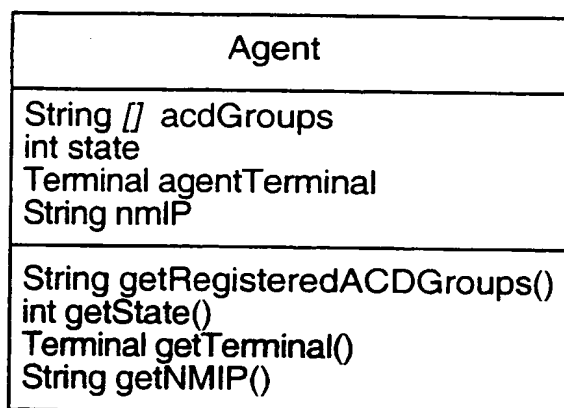 Agent
String [] acdGroups
int state
Terminal agentTerminal
String nmIP
String getRegisteredACDGroups()
int getState()
Terminal getTerminal()
String getNMIP()